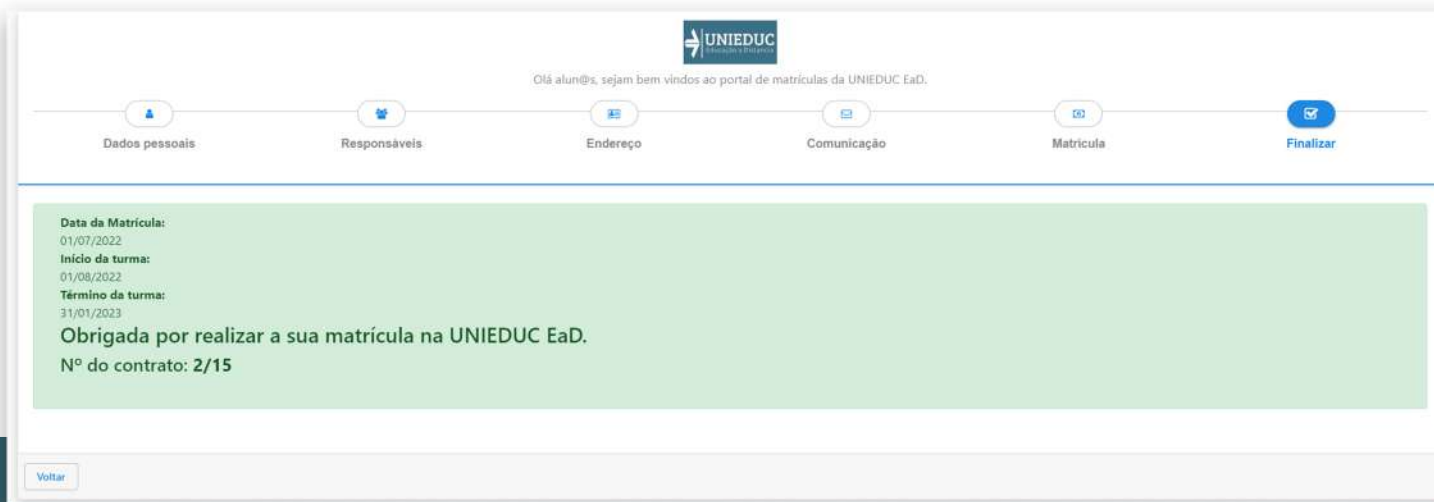 UNIEDUC
Educação a Distância
Olá alun@s, sejam bem vindos ao portal de matrículas da UNIEDUC EaD.
Dados pessoais
Responsáveis
Endereço
Comunicação
Matrícula
Finalizar
Data da Matrícula:
01/07/2022
Início da turma:
01/08/2022
Término da turma:
31/01/2023
Obrigada por realizar a sua matrícula na UNIEDUC EaD.
Nº do contrato: 2/15
Voltar